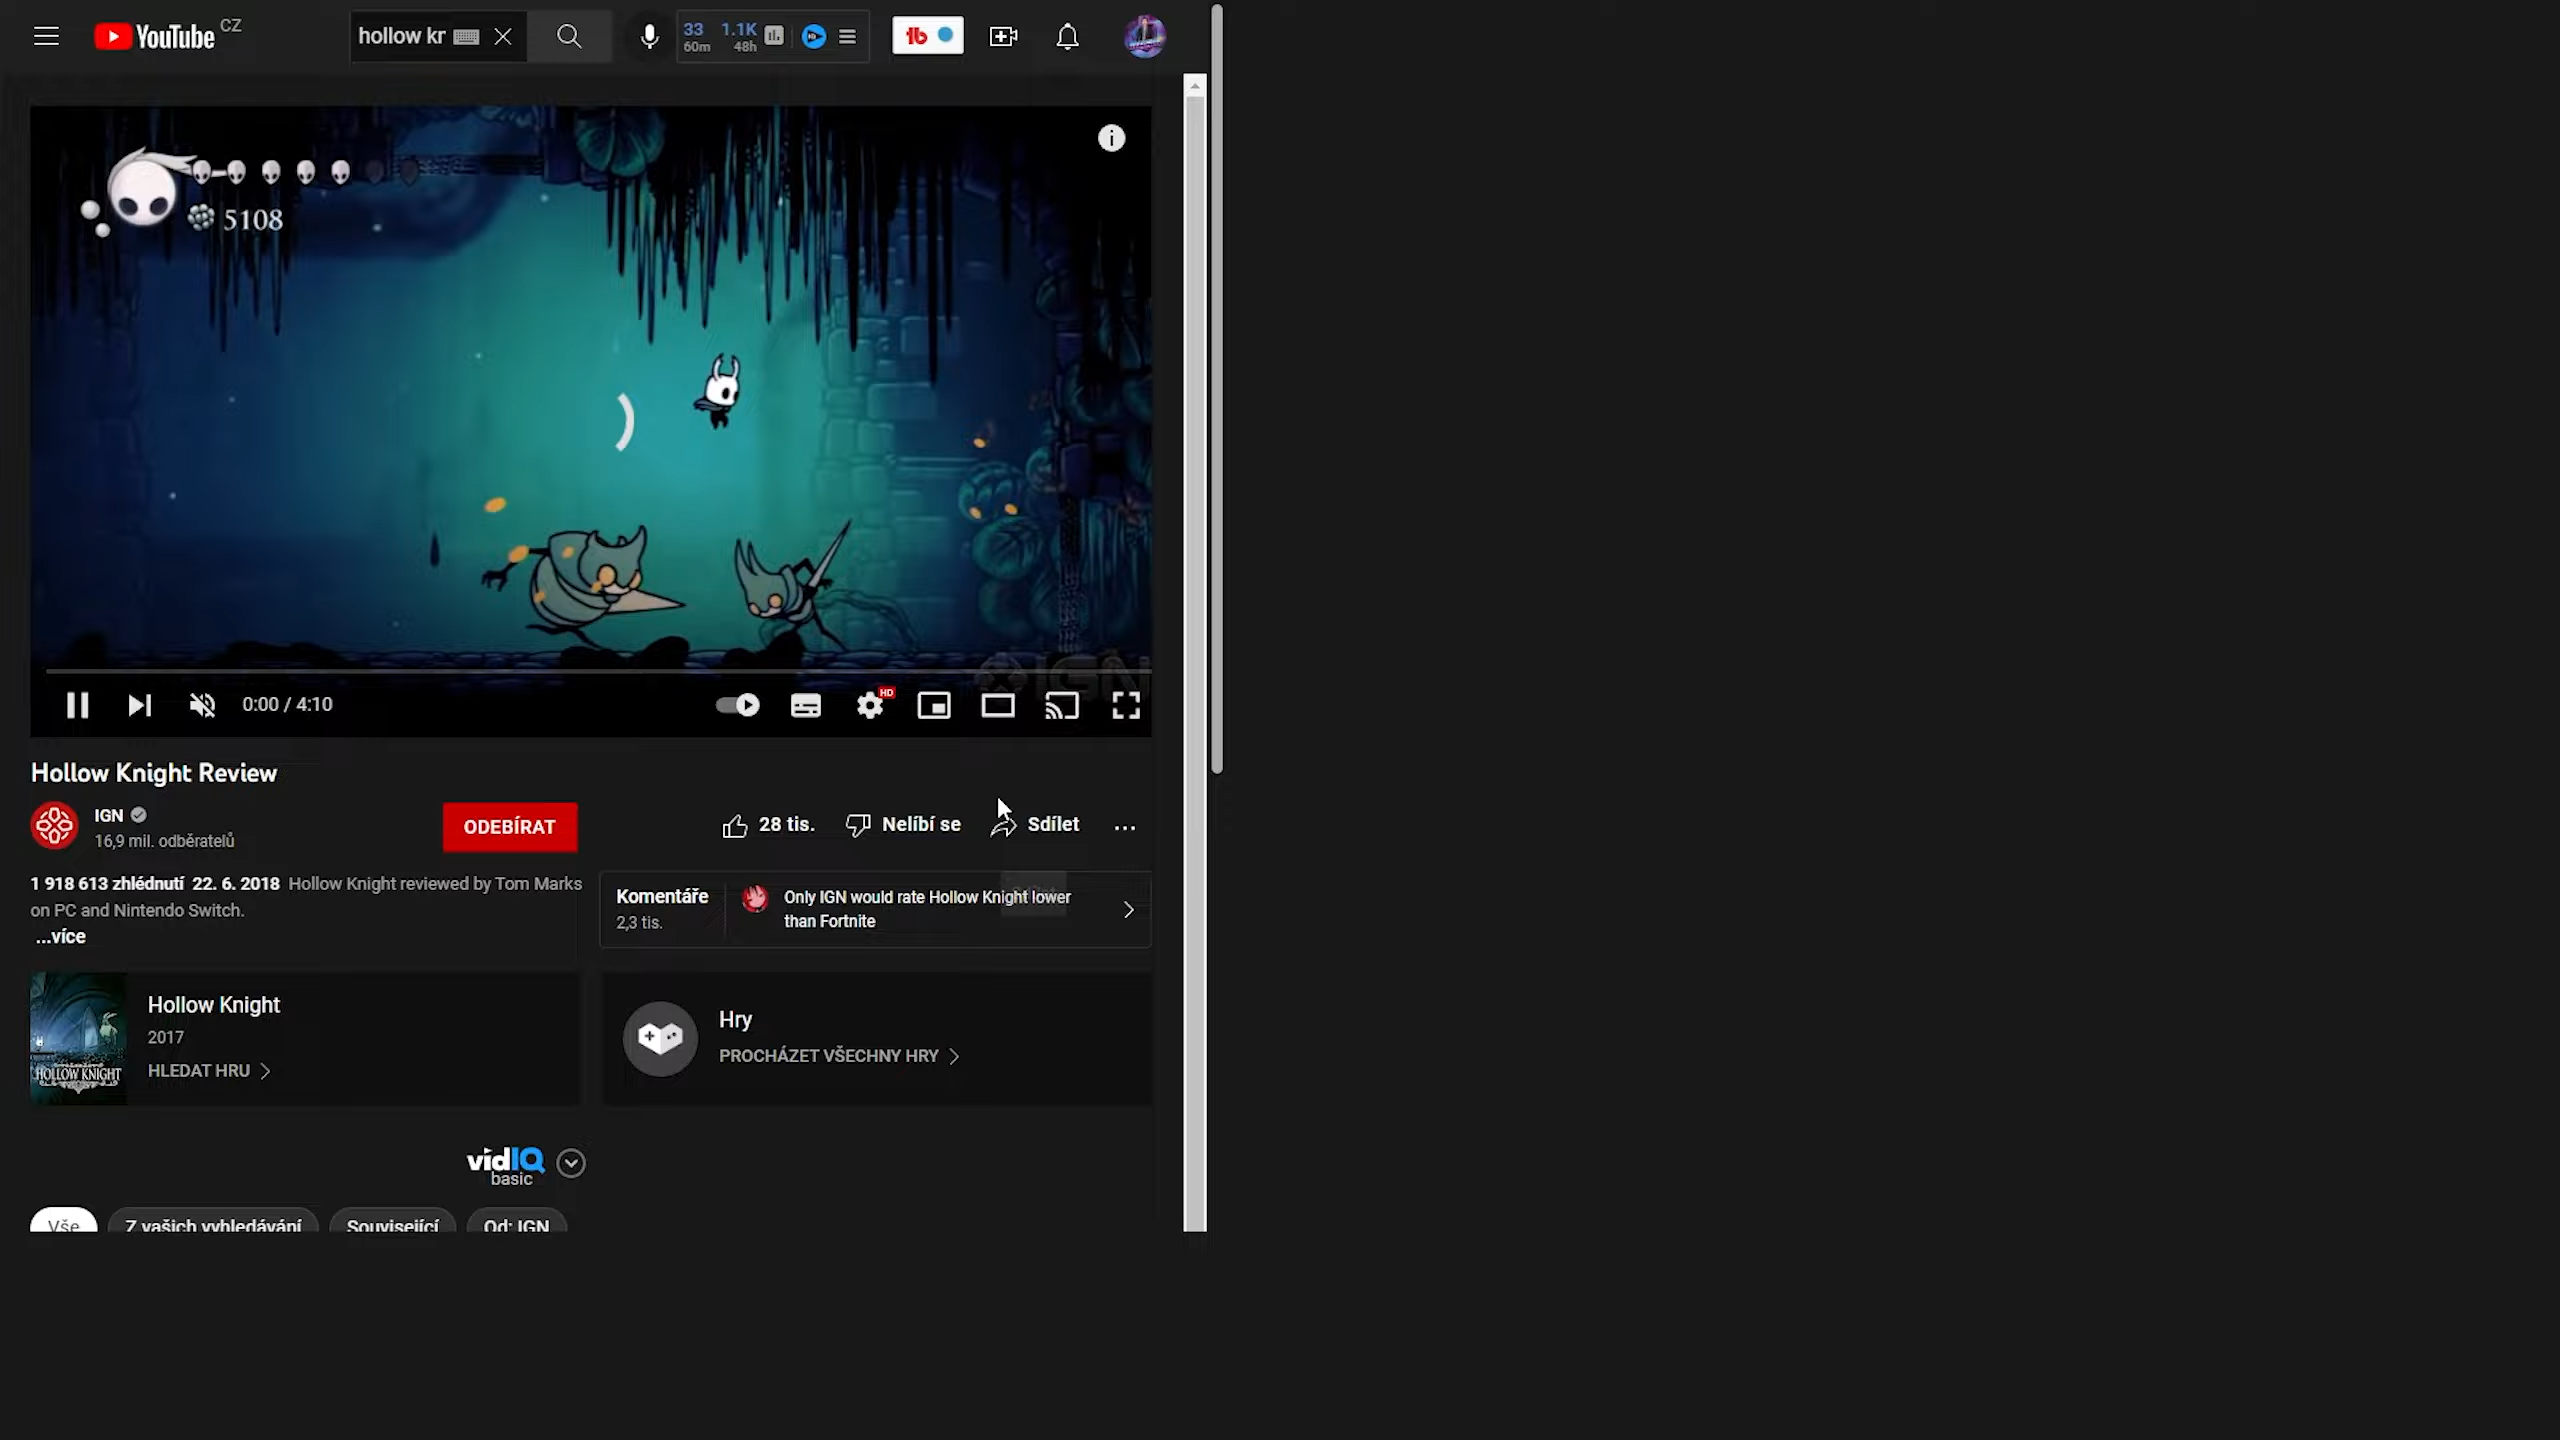 YouTube CZ
hollow kr
33 1.1K
60m 48h
5108
IGN
0:00 / 4:10
HD
Hollow Knight Review
IGN
16,9 mil. odběratelů
ODEBÍRAT
28 tis.
Nelíbí se
Sdílet
1 918 613 zhlédnutí 22. 6. 2018 Hollow Knight reviewed by Tom Marks
on PC and Nintendo Switch.
...více
Komentáře
2,3 tis.
Only IGN would rate Hollow Knight lower
than Fortnite
HOLLOW KNIGHT
Hollow Knight
2017
HLEDAT HRU
Hry
PROCHÁZET VŠECHNY HRY
vidIQ
basic
Vše
Z vašich vyhledávání
Související
Od: IGN